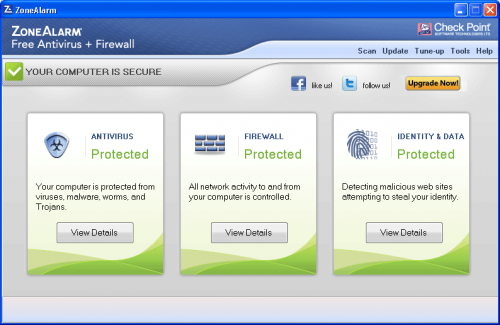 ZoneAlarm
ZONEALARM
Free Antivirus + Firewall
Check Point
SOFTWARE TECHNOLOGIES LTD.
Scan Update Tune-up Tools Help
YOUR COMPUTER IS SECURE
f like us! t follow us! Upgrade Now!
ANTIVIRUS
Protected
Your computer is protected from
viruses, malware, worms, and
Trojans.
View Details
FIREWALL
Protected
All network activity to and from
your computer is controlled.
View Details
IDENTITY & DATA
Protected
Detecting malicious web sites
attempting to steal your identity.
View Details